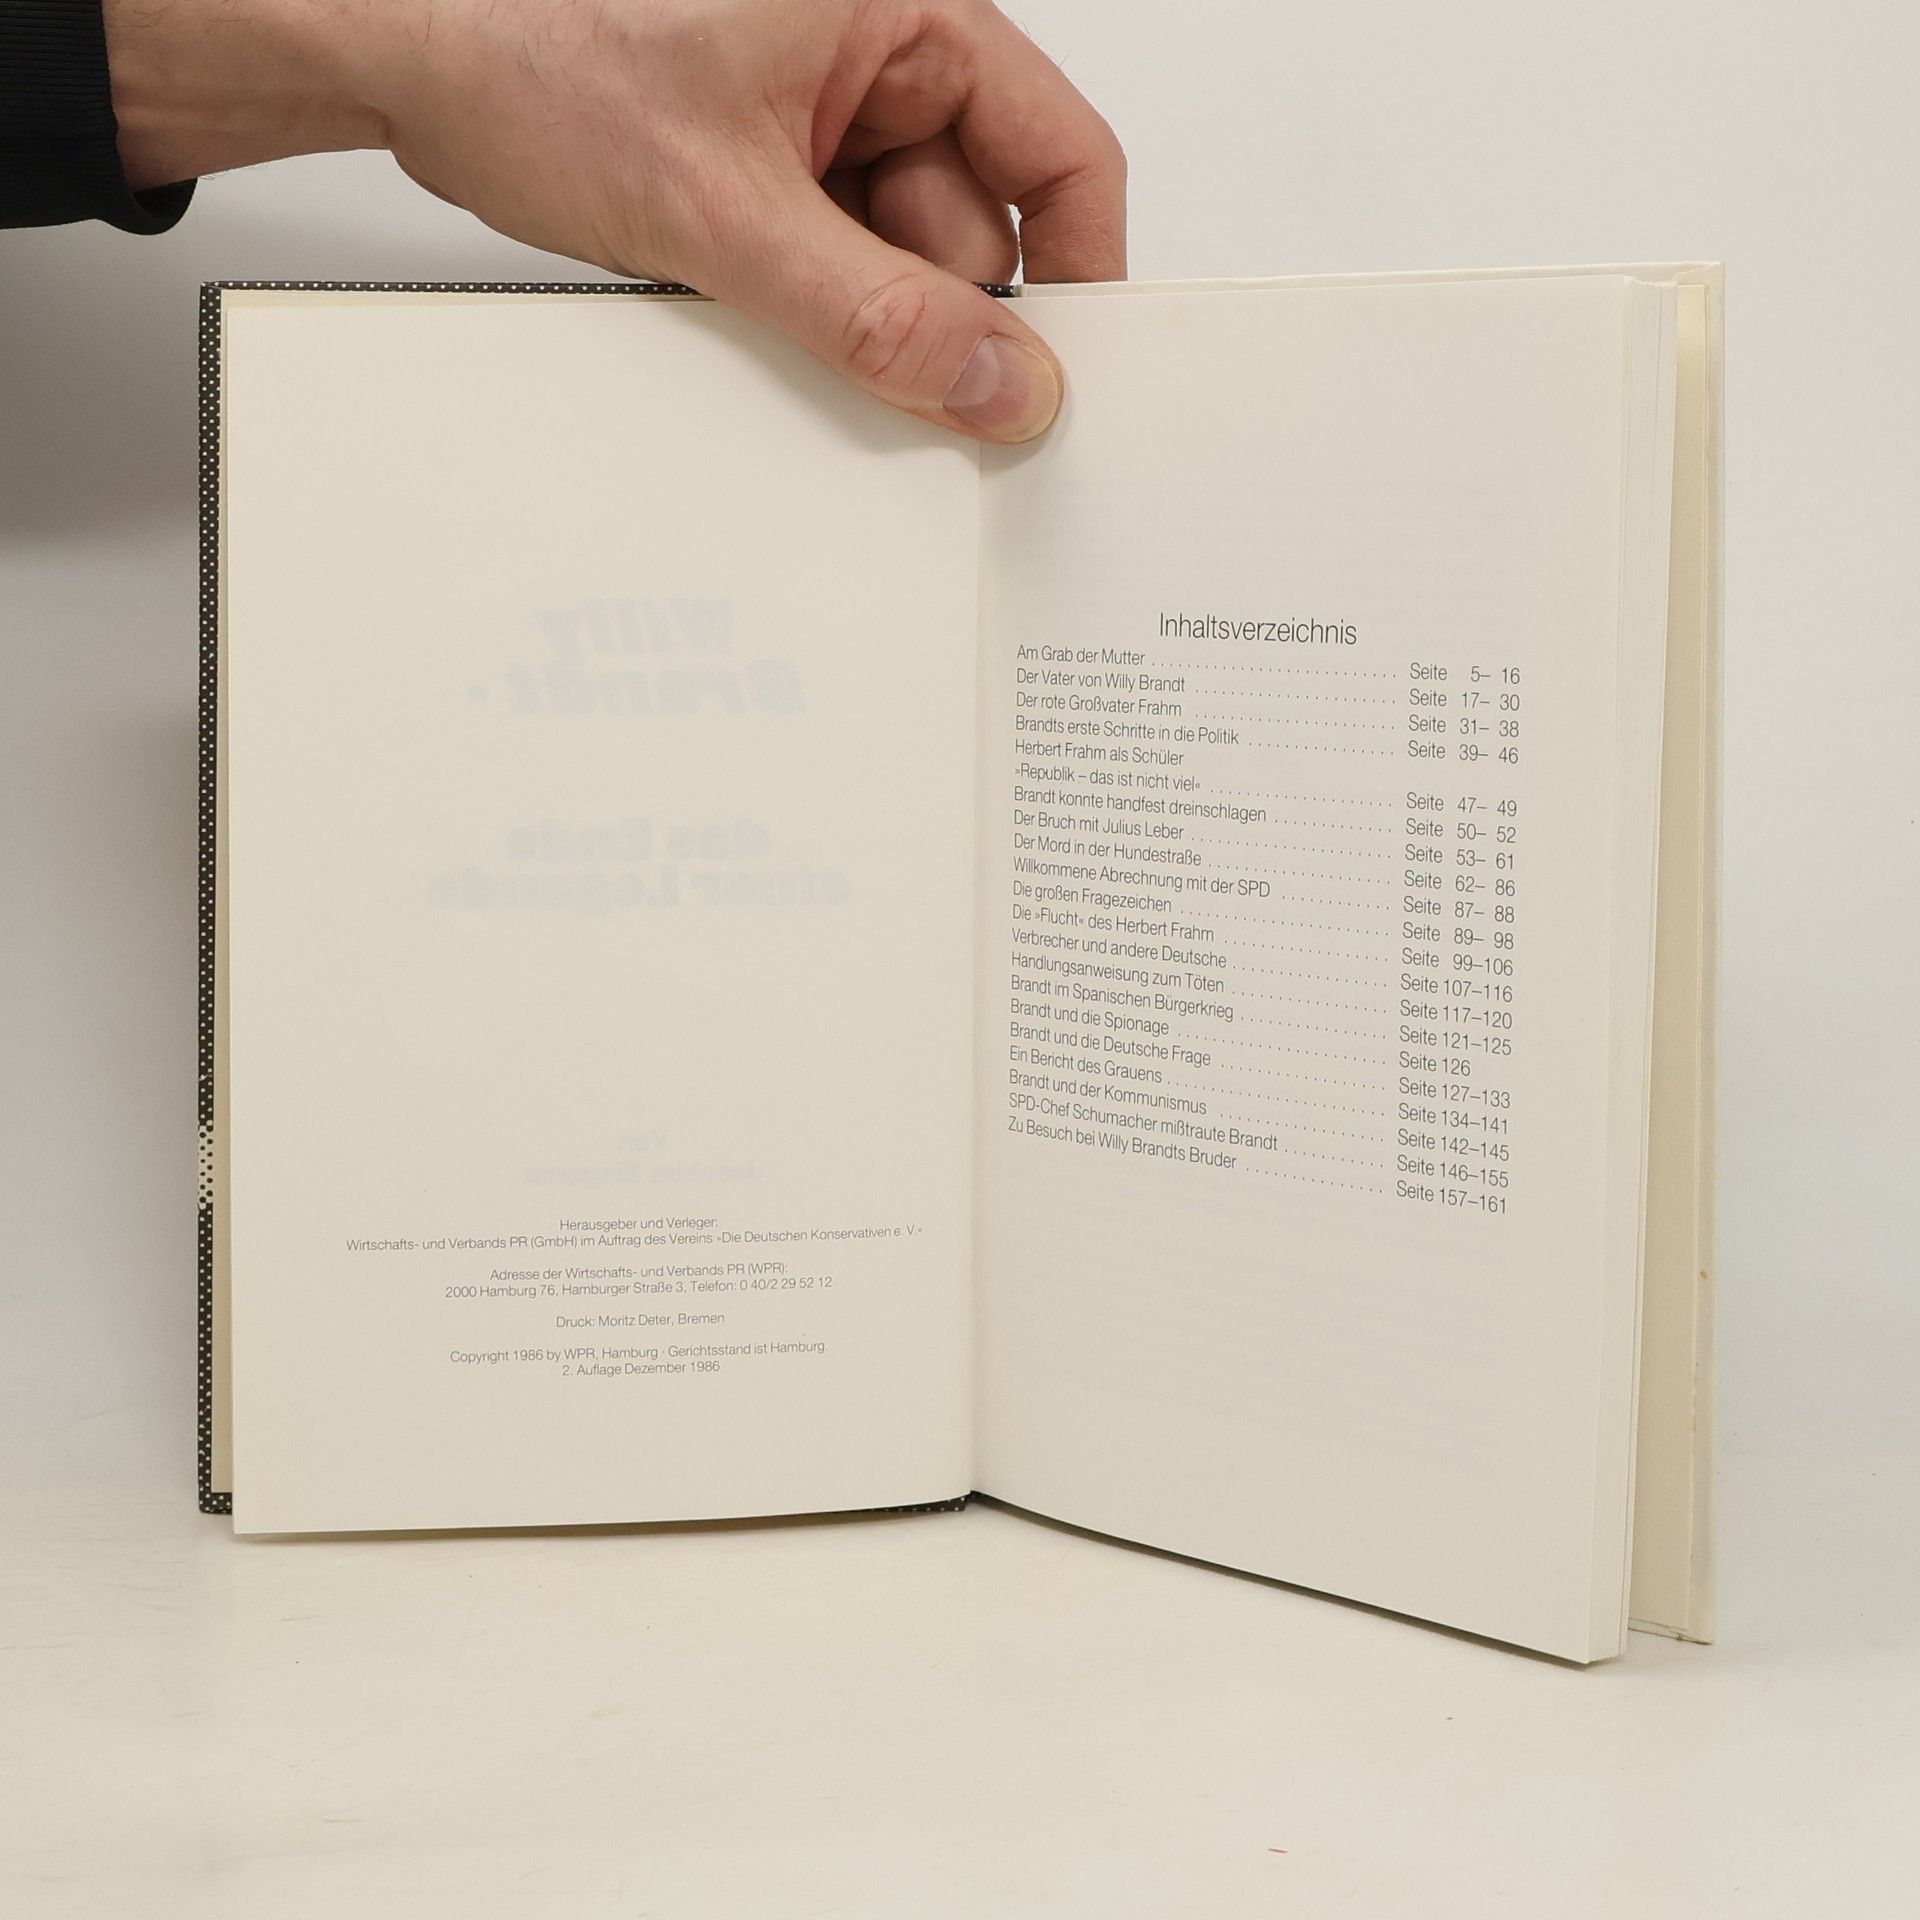 Willy
Brandt -
das Ende
einer Legende
Von
Joachim Siegerist
Herausgeber und Verleger:
Wirtschafts- und Verbands PR (GmbH) im Auftrag des Vereins »Die Deutschen Konservativen e. V.«
Adresse der Wirtschafts- und Verbands PR (WPR):
2000 Hamburg 76, Hamburger Straße 3, Telefon: 0 40/2 29 52 12
Druck: Moritz Deter, Bremen
Copyright 1986 by WPR, Hamburg · Gerichtsstand ist Hamburg.
2. Auflage Dezember 1986
Inhaltsverzeichnis
Am Grab der Mutter . . . . . . . . . . Seite 5– 16
Der Vater von Willy Brandt . . . . . . . . . . Seite 17– 30
Der rote Großvater Frahm . . . . . . . . . . Seite 31– 38
Brandts erste Schritte in die Politik . . . . . . . . . . Seite 39– 46
Herbert Frahm als Schüler
»Republik – das ist nicht viel« . . . . . . . . . . Seite 47– 49
Brandt konnte handfest dreinschlagen . . . . . . . . . . Seite 50– 52
Der Bruch mit Julius Leber . . . . . . . . . . Seite 53– 61
Der Mord in der Hundestraße . . . . . . . . . . Seite 62– 86
Willkommene Abrechnung mit der SPD . . . . . . . . . . Seite 87– 88
Die großen Fragezeichen . . . . . . . . . . Seite 89– 98
Die »Flucht« des Herbert Frahm . . . . . . . . . . Seite 99–106
Verbrecher und andere Deutsche . . . . . . . . . . Seite 107–116
Handlungsanweisung zum Töten . . . . . . . . . . Seite 117–120
Brandt im Spanischen Bürgerkrieg . . . . . . . . . . Seite 121–125
Brandt und die Spionage . . . . . . . . . . Seite 126
Brandt und die Deutsche Frage . . . . . . . . . . Seite 127–133
Ein Bericht des Grauens . . . . . . . . . . Seite 134–141
Brandt und der Kommunismus . . . . . . . . . . Seite 142–145
SPD-Chef Schumacher mißtraute Brandt . . . . . . . . . . Seite 146–155
Zu Besuch bei Willy Brandts Bruder . . . . . . . . . . Seite 157–161